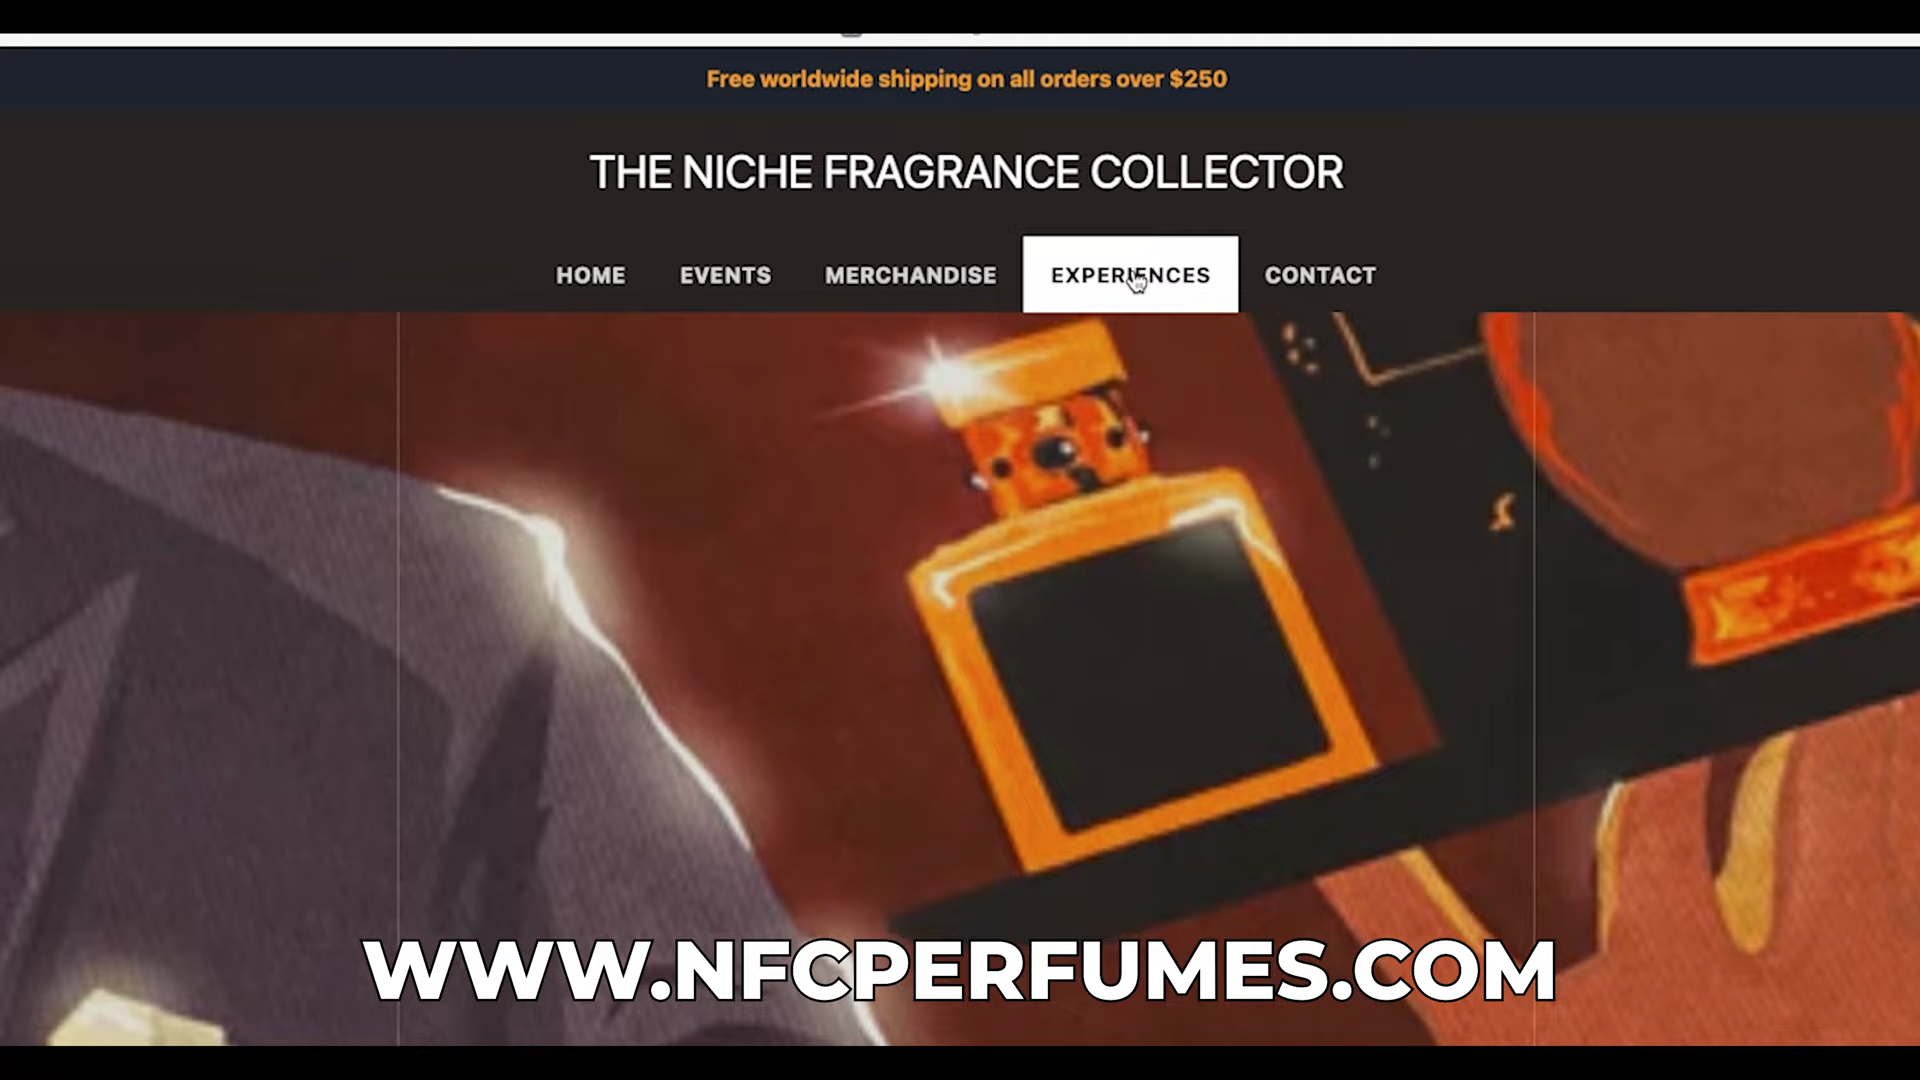 Free worldwide shipping on all orders over $250
THE NICHE FRAGRANCE COLLECTOR
HOME EVENTS MERCHANDISE EXPERIENCES CONTACT
WWW.NFCPERFUMES.COM